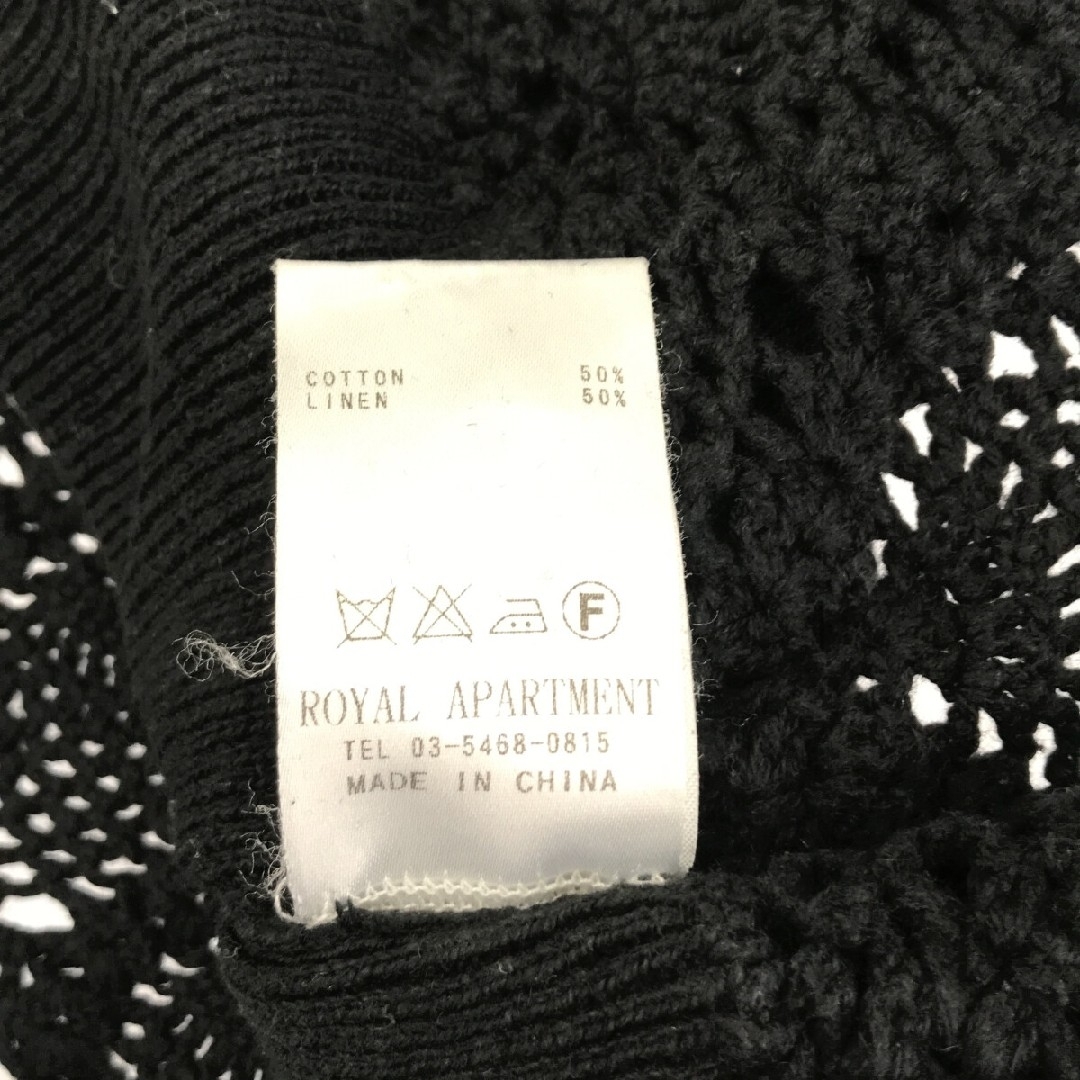 COTTON 50%
LINEN 50%
F
ROYAL APARTMENT
TEL 03-5468-0815
MADE IN CHINA